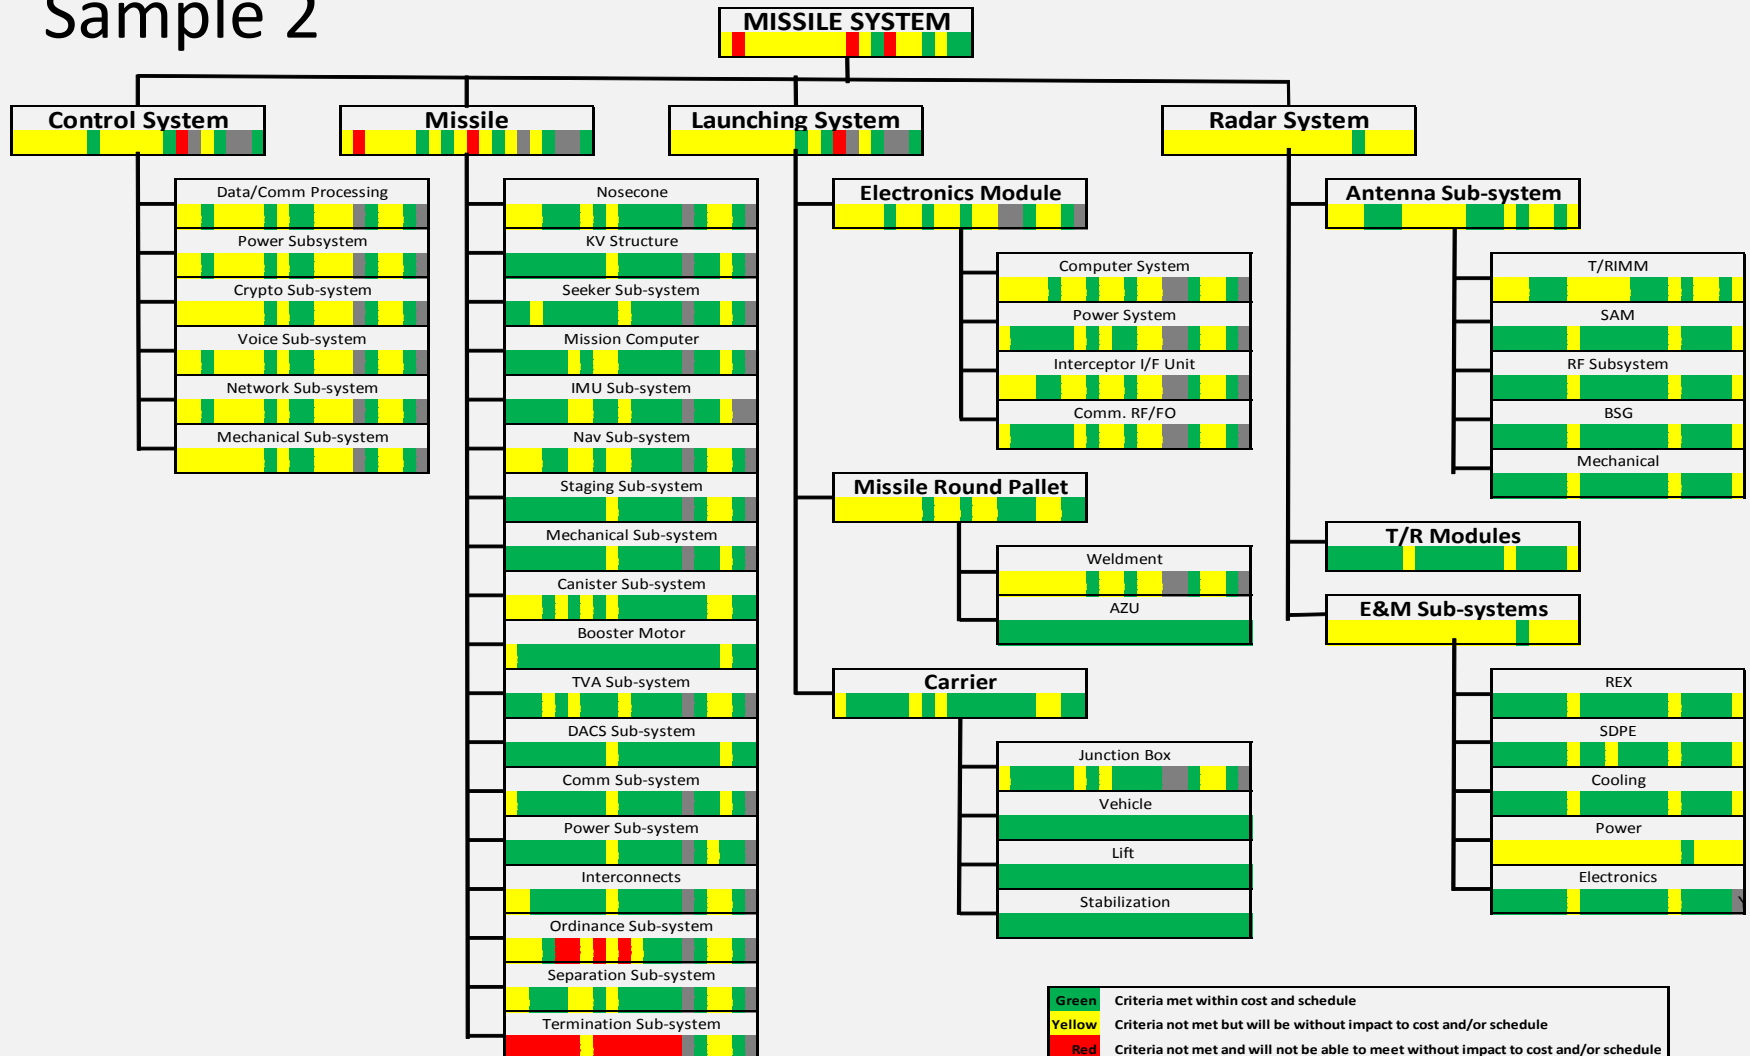 Sample 2
MISSILE SYSTEM
Control System
Missile
Launching System
Radar System
Data/Comm Processing
Power Subsystem
Crypto Sub-system
Voice Sub-system
Network Sub-system
Mechanical Sub-system
Nosecone
KV Structure
Seeker Sub-system
Mission Computer
IMU Sub-system
Nav Sub-system
Staging Sub-system
Mechanical Sub-system
Canister Sub-system
Booster Motor
TVA Sub-system
DACS Sub-system
Comm Sub-system
Power Sub-system
Interconnects
Ordinance Sub-system
Separation Sub-system
Termination Sub-system
Electronics Module
Computer System
Power System
Interceptor I/F Unit
Comm. RF/FO
Missile Round Pallet
Weldment
AZU
Carrier
Junction Box
Vehicle
Lift
Stabilization
Antenna Sub-system
T/RIMM
SAM
RF Subsystem
BSG
Mechanical
T/R Modules
E&M Sub-systems
REX
SDPE
Cooling
Power
Electronics
Green Criteria met within cost and schedule
Yellow Criteria not met but will be without impact to cost and/or schedule
Red Criteria not met and will not be able to meet without impact to cost and/or schedule